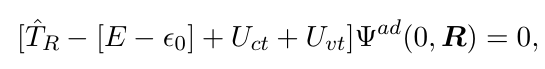 $[\hat{T}_R - [E - \epsilon_0] + U_{ct} + U_{vt}]\Psi^{ad}(0, \boldsymbol{R}) = 0,$